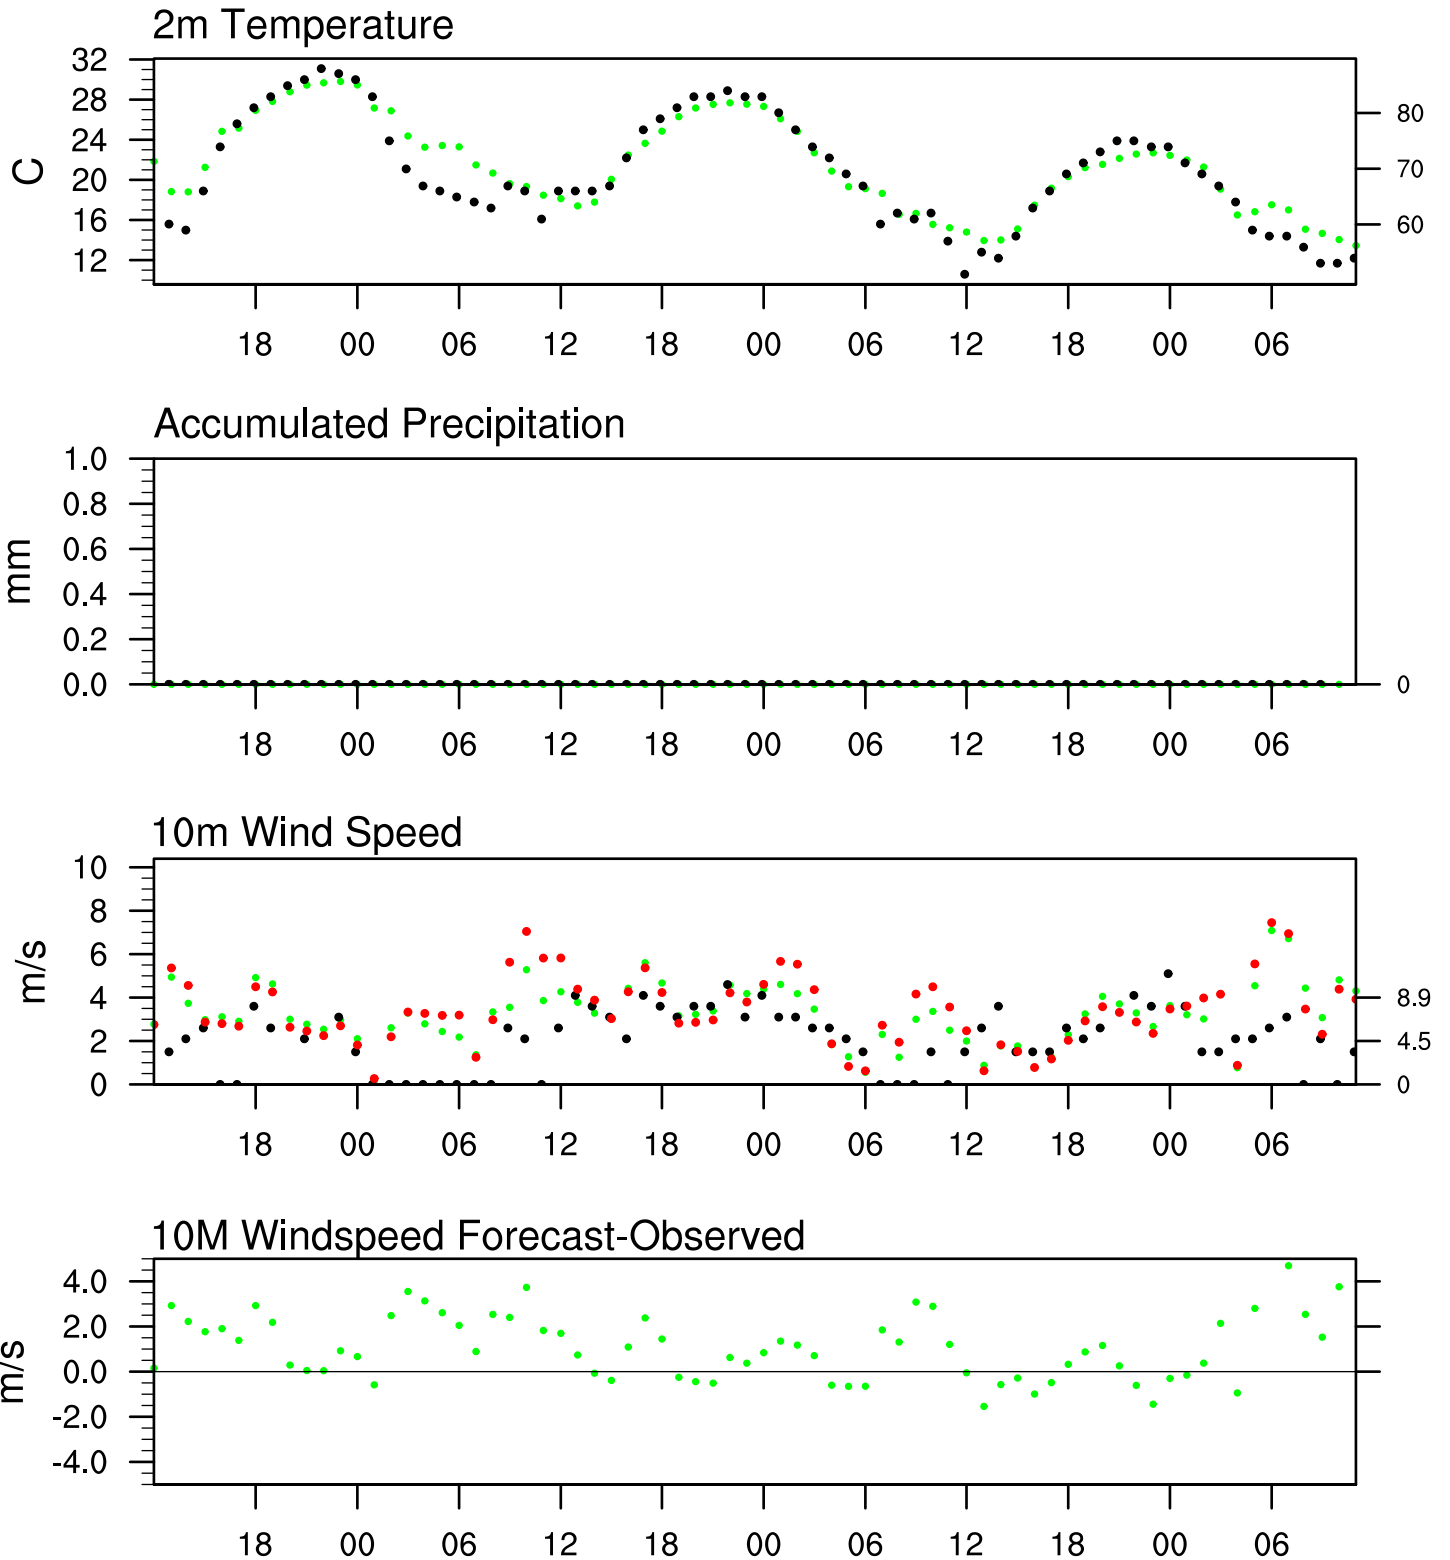 2m Temperature
32
28
24
20
16
12
C
80
70
60
18 00 06 12 18 00 06 12 18 00 06
Accumulated Precipitation
1.0
0.8
0.6
0.4
0.2
0.0
mm
0
18 00 06 12 18 00 06 12 18 00 06
10m Wind Speed
10
8
6
4
2
0
m/s
8.9
4.5
0
18 00 06 12 18 00 06 12 18 00 06
10M Windspeed Forecast-Observed
4.0
2.0
0.0
-2.0
-4.0
m/s
18 00 06 12 18 00 06 12 18 00 06